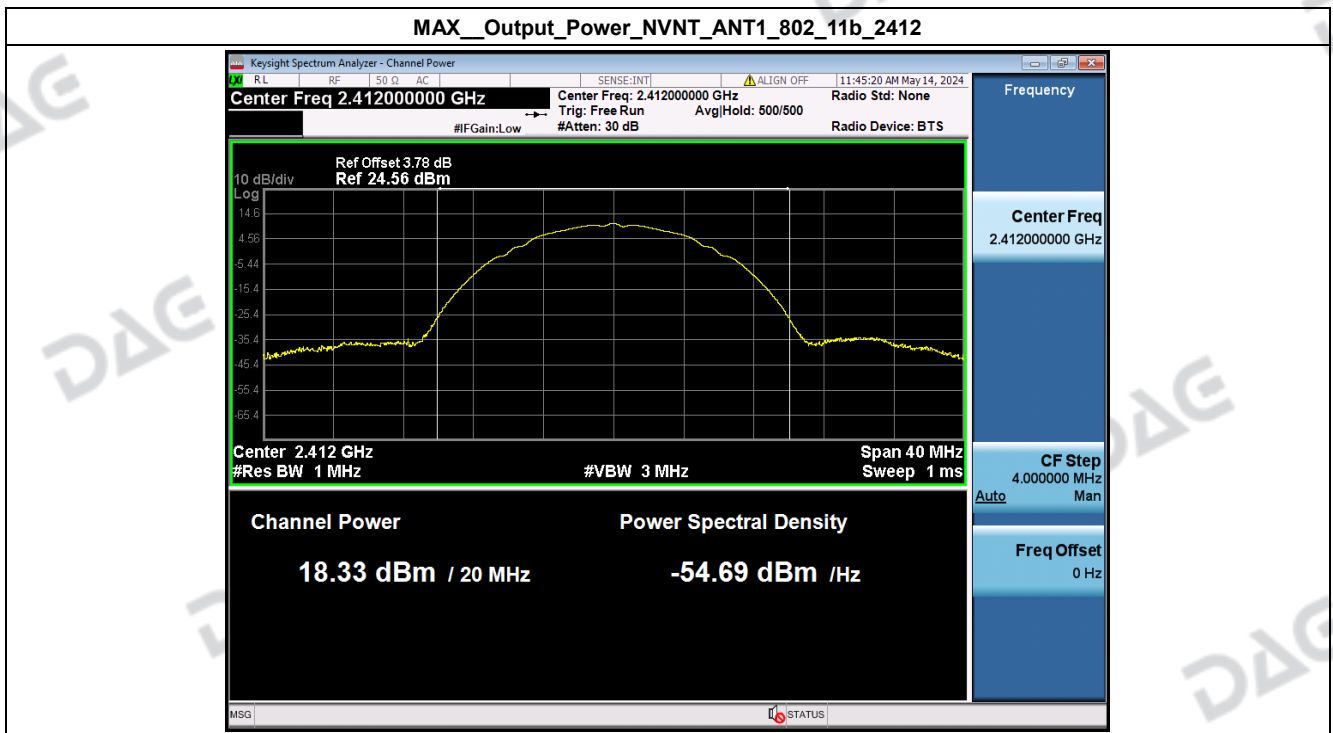 MAX__Output_Power_NVNT_ANT1_802_11b_2412
Keysight Spectrum Analyzer - Channel Power
LXI RL RF 50 Ω AC SENSE:INT ALIGN OFF 11:45:20 AM May 14, 2024
Center Freq 2.412000000 GHz
#IFGain:Low
Center Freq: 2.412000000 GHz
Trig: Free Run Avg|Hold: 500/500
#Atten: 30 dB
Radio Std: None
Radio Device: BTS
Ref Offset 3.78 dB
10 dB/div Ref 24.56 dBm
Log
14.6
4.56
-5.44
-15.4
-25.4
-35.4
-45.4
-55.4
-65.4
Center 2.412 GHz Span 40 MHz
#Res BW 1 MHz #VBW 3 MHz Sweep 1 ms
Channel Power Power Spectral Density
18.33 dBm / 20 MHz -54.69 dBm /Hz
Frequency
Center Freq
2.412000000 GHz
CF Step
4.000000 MHz
Auto Man
Freq Offset
0 Hz
MSG STATUS
DAG
DAG
DAG